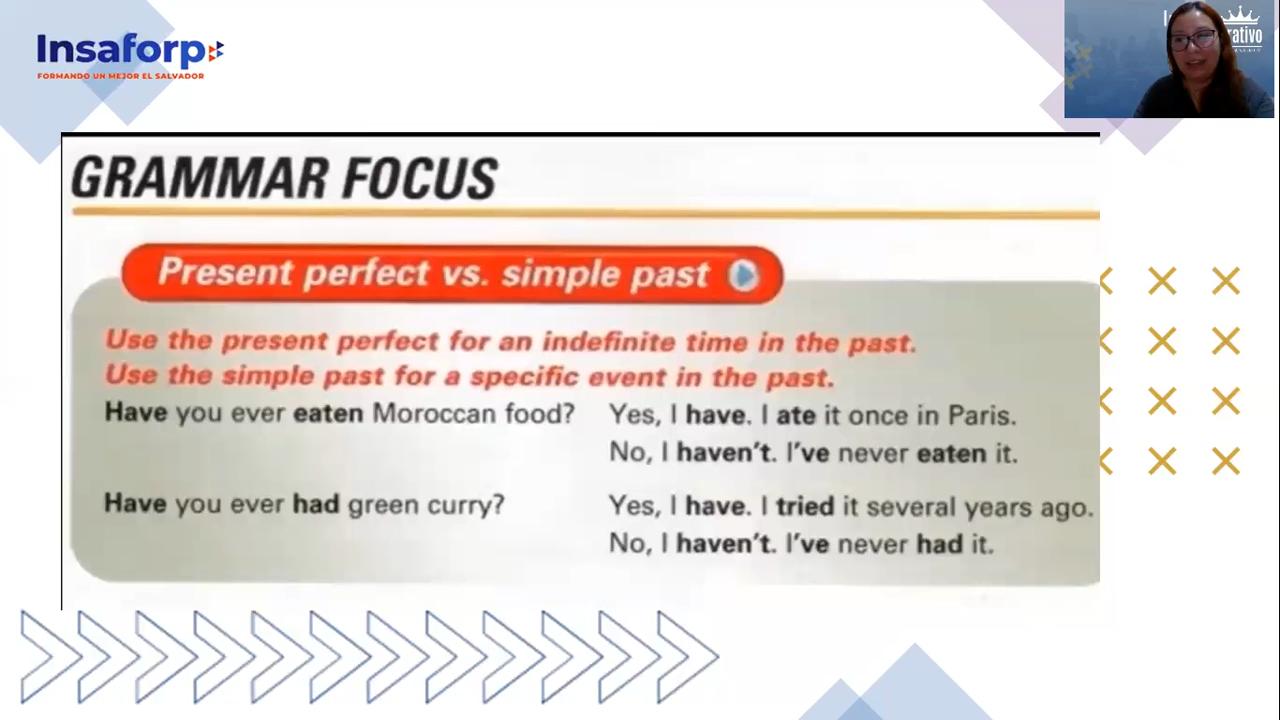 Insaforp
FORMANDO UN MEJOR EL SALVADOR
GRAMMAR FOCUS
Present perfect vs. simple past
Use the present perfect for an indefinite time in the past.
Use the simple past for a specific event in the past.
Have you ever eaten Moroccan food?
Yes, I have. I ate it once in Paris.
No, I haven't. I've never eaten it.
Have you ever had green curry?
Yes, I have. I tried it several years ago.
No, I haven't. I've never had it.